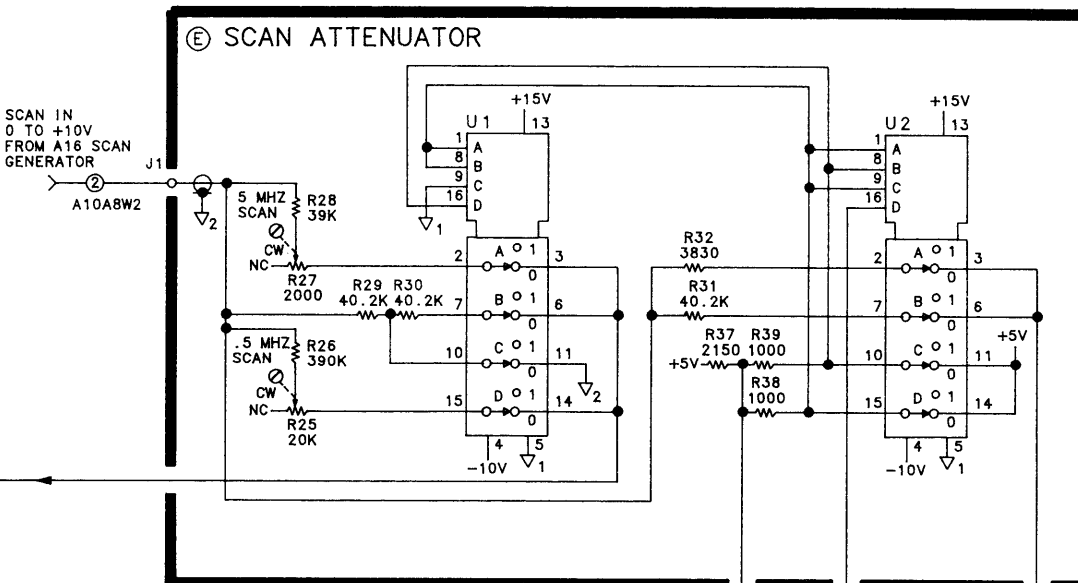 E SCAN ATTENUATOR
SCAN IN
0 TO +10V
FROM A16 SCAN
GENERATOR
J1
2
A10A8W2
2
5 MHZ
SCAN
R28
39K
CW
NC
R27
2000
R29 R30
40.2K 40.2K
.5 MHZ
SCAN
R26
390K
CW
NC
R25
20K
+15V
U1
13
1 A
8 B
9 C
16 D
1
2 A 1 3
0
7 B 1 6
0
10 C 1 11
0
2
15 D 1 14
0
4 5
-10V 1
R32
3830
R31
40.2K
R37 R39
2150 1000
+5V
R38
1000
+15V
U2
13
1 A
8 B
9 C
16 D
2 A 1 3
0
7 B 1 6
0
+5V
10 C 1 11
0
15 D 1 14
0
4 5
-10V 1